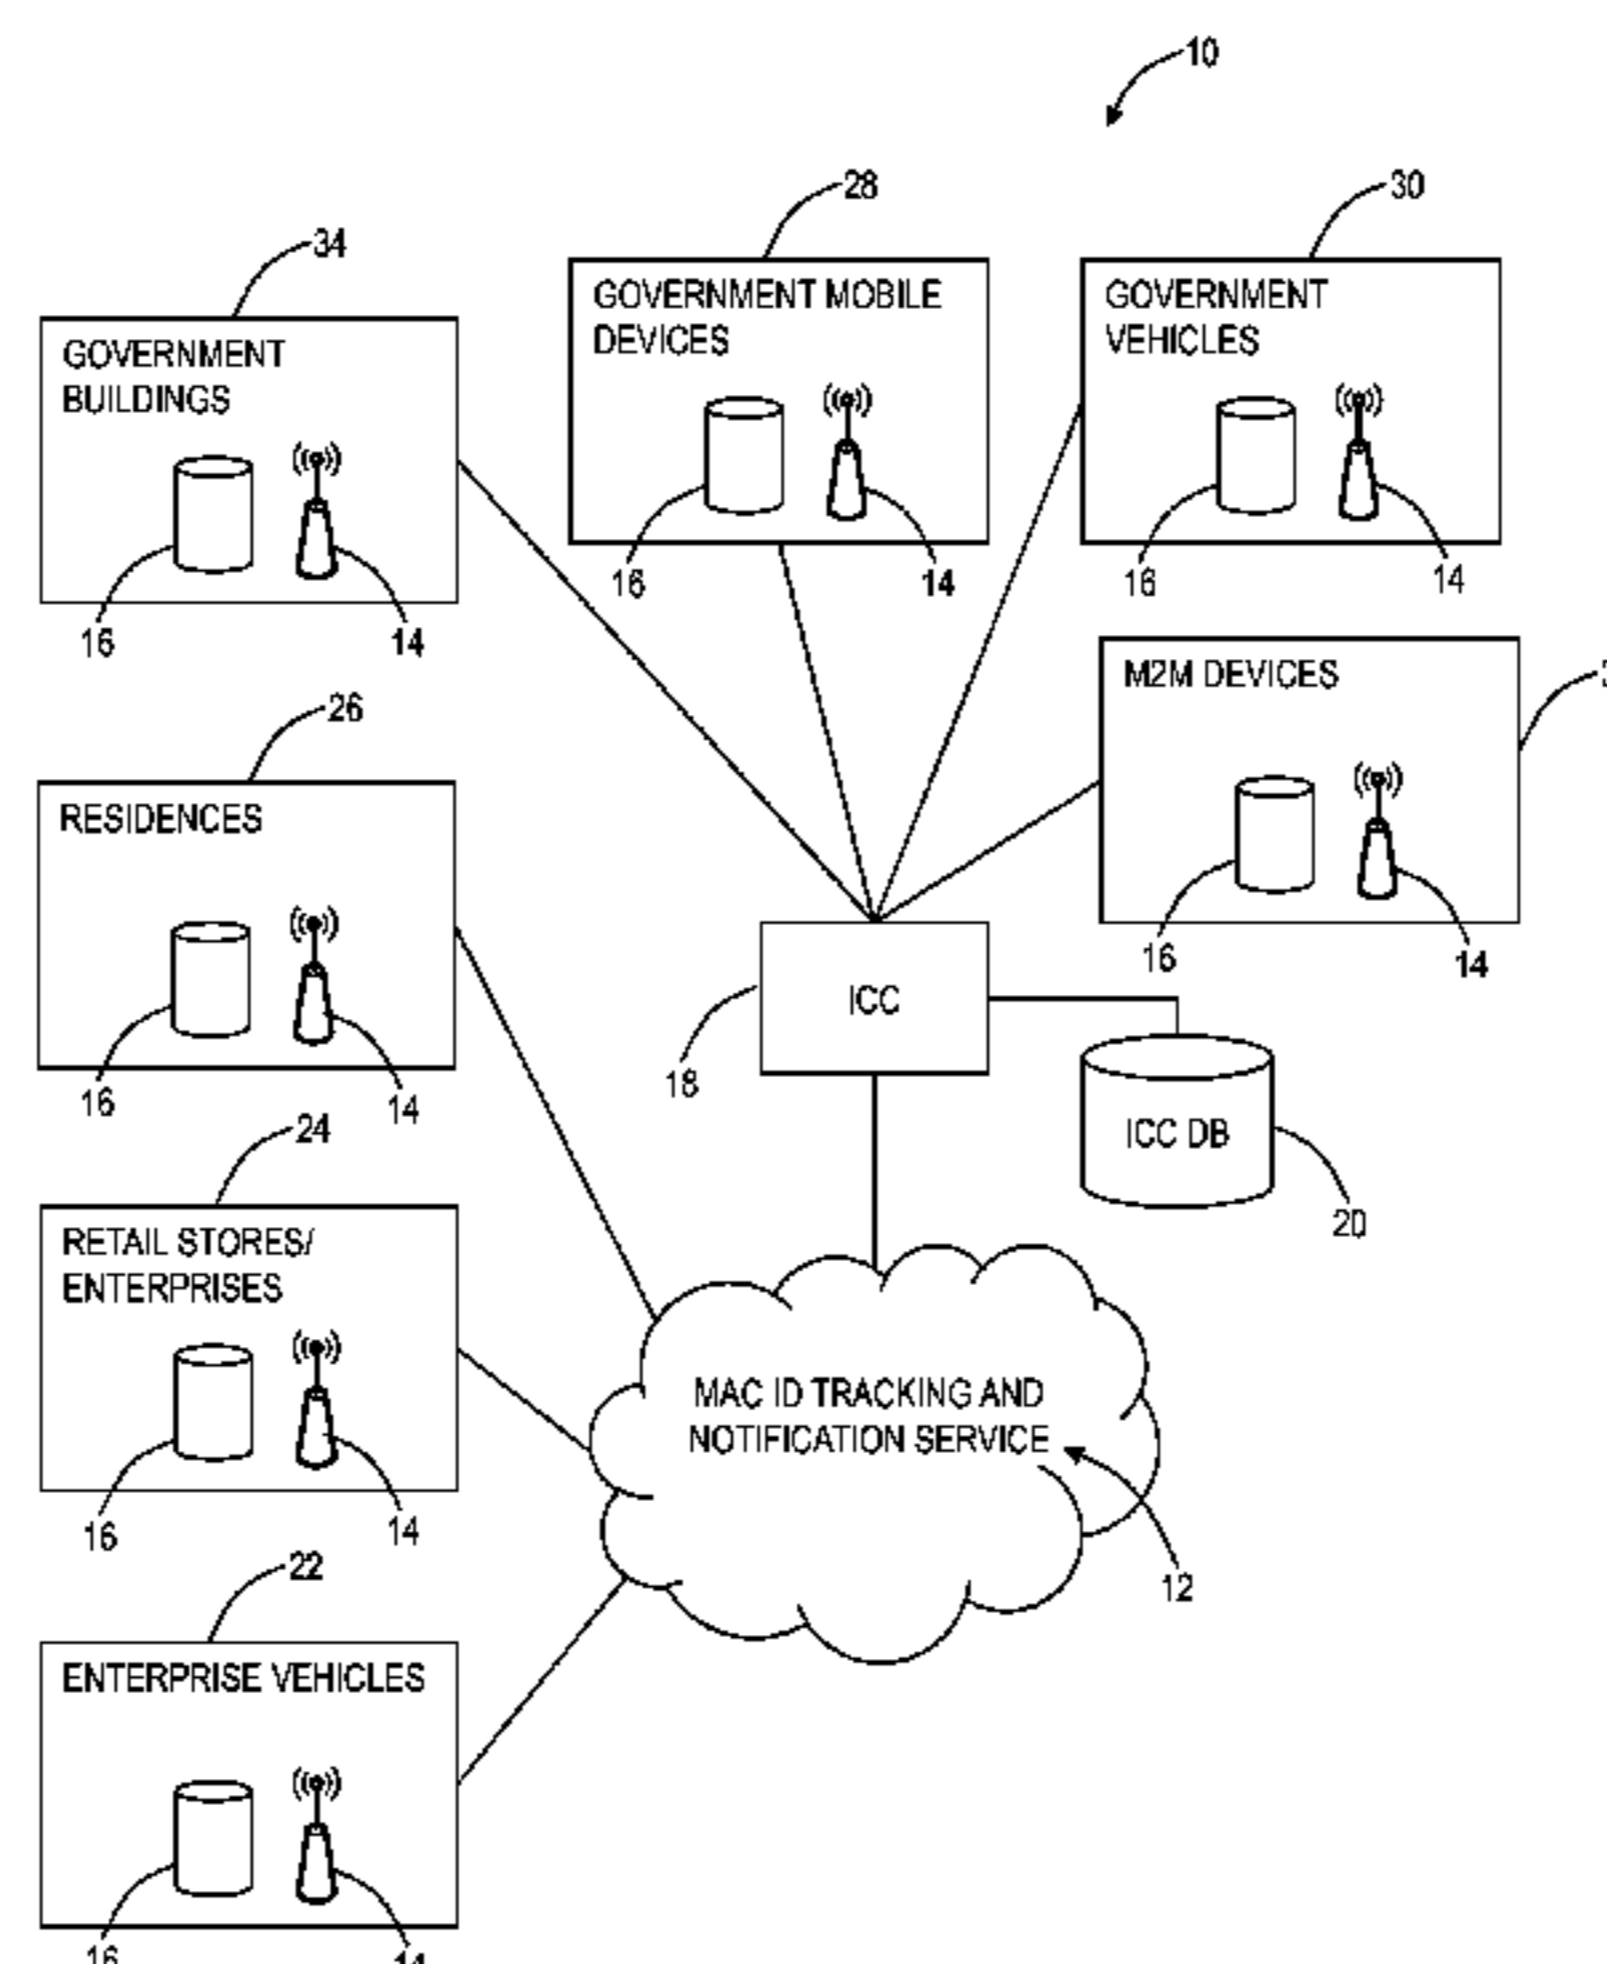 10
28
30
34
GOVERNMENT MOBILE
DEVICES
GOVERNMENT
VEHICLES
GOVERNMENT
BUILDINGS
16
14
16
14
16
14
M2M DEVICES
26
RESIDENCES
16
14
ICC
18
16
14
24
ICC DB
20
RETAIL STORES/
ENTERPRISES
MAC ID TRACKING AND
NOTIFICATION SERVICE
16
14
22
12
ENTERPRISE VEHICLES
16
14